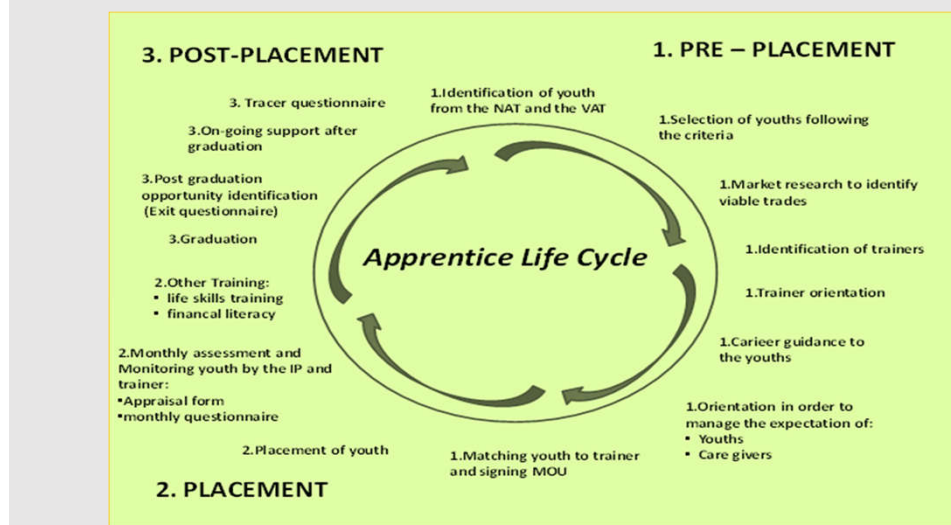 3. POST-PLACEMENT
1. PRE – PLACEMENT
1.Identification of youth
from the NAT and the VAT
1.Selection of youths following
the criteria
1.Market research to identify
viable trades
1.Identification of trainers
1.Trainer orientation
1.Carieer guidance to
the youths
1.Orientation in order to
manage the expectation of:
• Youths
• Care givers
1.Matching youth to trainer
and signing MOU
2. PLACEMENT
2.Placement of youth
2.Monthly assessment and
Monitoring youth by the IP and
trainer:
•Appraisal form
•monthly questionnaire
2.Other Training:
• life skills training
• financal literacy
3.Graduation
3.Post graduation
opportunity identification
(Exit questionnaire)
3.On-going support after
graduation
3. Tracer questionnaire
Apprentice Life Cycle